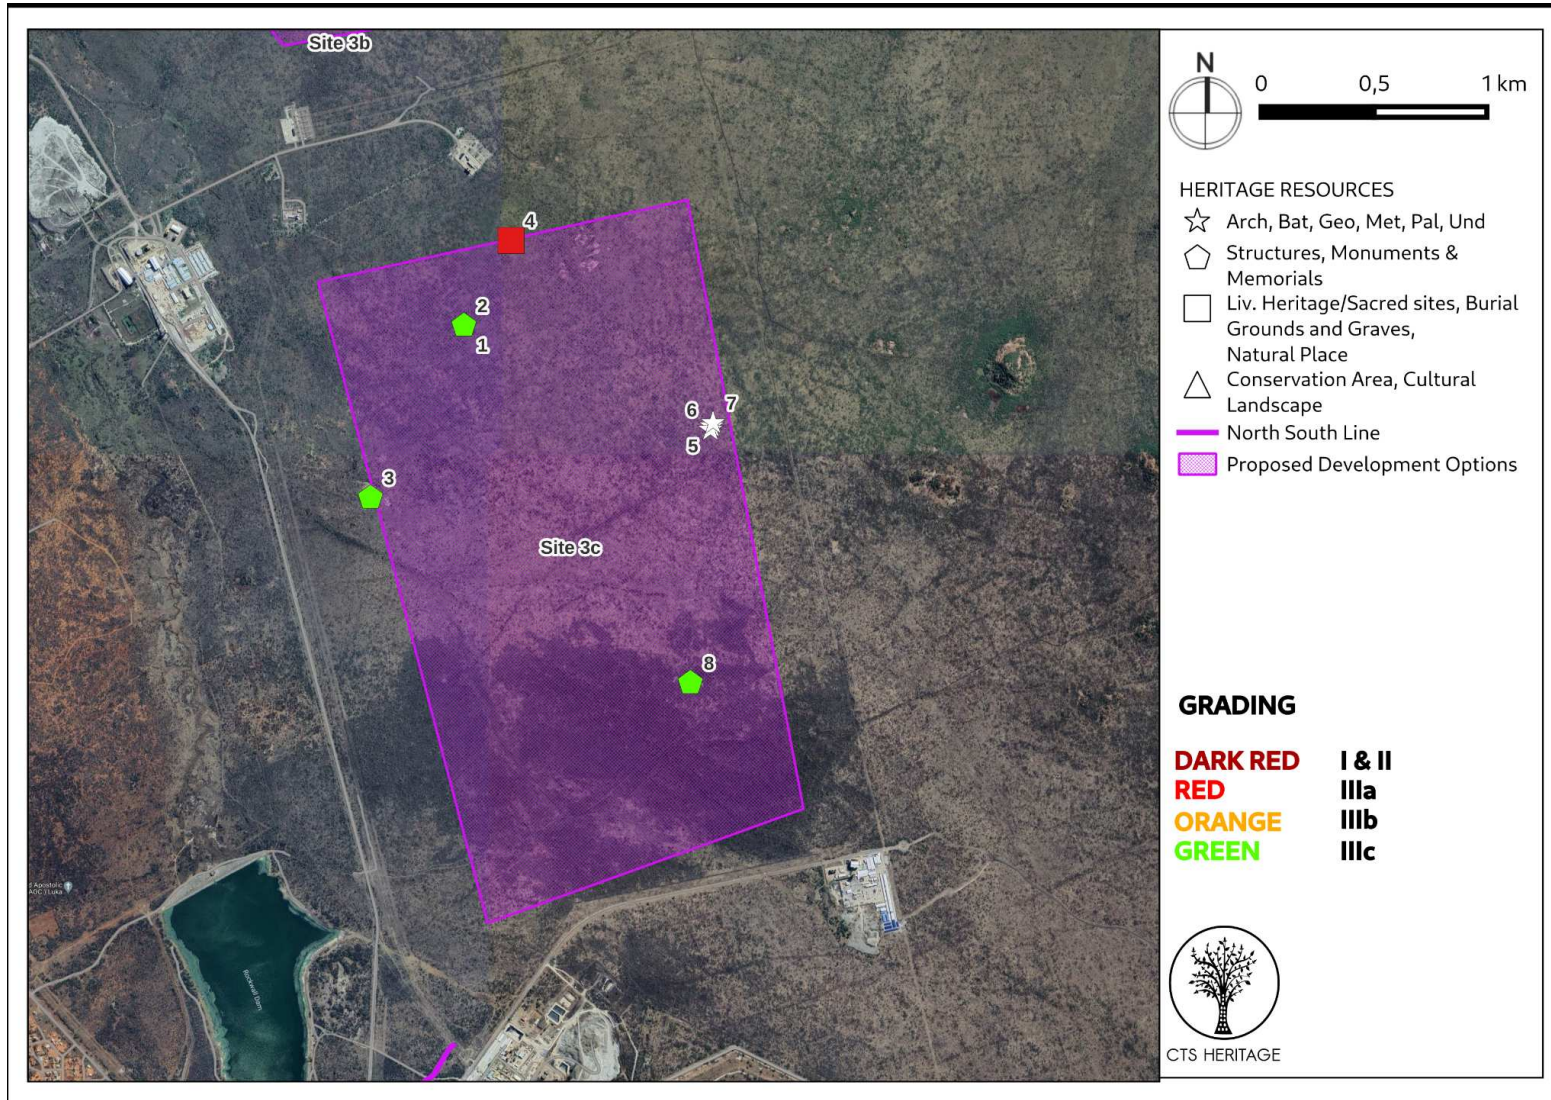 Site 3b
4
2
1
6
7
5
3
Site 3c
8
Rockwall Dam
N
0 0,5 1 km
HERITAGE RESOURCES
Arch, Bat, Geo, Met, Pal, Und
Structures, Monuments &
Memorials
Liv. Heritage/Sacred sites, Burial
Grounds and Graves,
Natural Place
Conservation Area, Cultural
Landscape
North South Line
Proposed Development Options
GRADING
DARK RED I & II
RED IIIa
ORANGE IIIb
GREEN IIIc
CTS HERITAGE